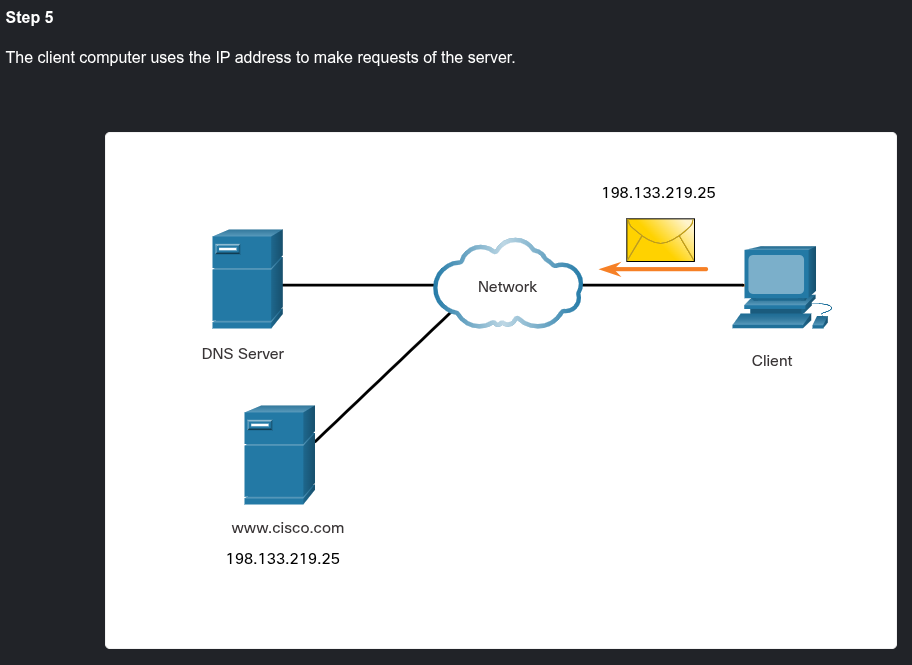 Step 5
The client computer uses the IP address to make requests of the server.
198.133.219.25
Network
DNS Server
Client
www.cisco.com
198.133.219.25